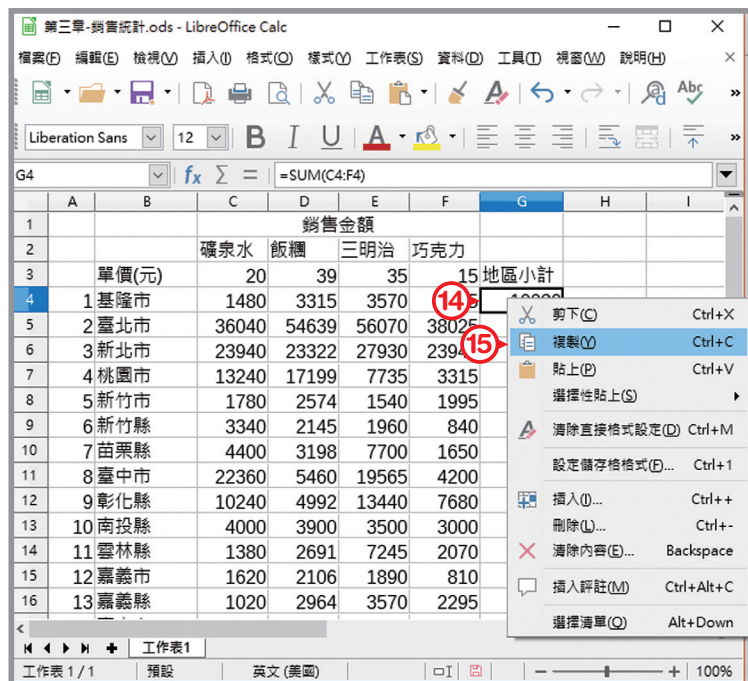 第三章-銷售統計.ods - LibreOffice Calc
檔案(F) 編輯(E) 檢視(V) 插入(I) 格式(O) 樣式(Y) 工作表(S) 資料(D) 工具(T) 視窗(W) 說明(H)
Abc
Liberation Sans 12 B I U A
G4 fx Σ = =SUM(C4:F4)
A B C D E F G H I
1 銷售金額
2 礦泉水 飯糰 三明治 巧克力
3 單價(元) 20 39 35 15 地區小計
4 1 基隆市 1480 3315 3570 ⑭
5 2 臺北市 36040 54639 56070 38025
6 3 新北市 23940 23322 27930 ⑮
7 4 桃園市 13240 17199 7735 3315
8 5 新竹市 1780 2574 1540 1995
9 6 新竹縣 3340 2145 1960 840
10 7 苗栗縣 4400 3198 7700 1650
11 8 臺中市 22360 5460 19565 4200
12 9 彰化縣 10240 4992 13440 7680
13 10 南投縣 4000 3900 3500 3000
14 11 雲林縣 1380 2691 7245 2070
15 12 嘉義市 1620 2106 1890 810
16 13 嘉義縣 1020 2964 3570 2295
剪下(C) Ctrl+X
複製(Y) Ctrl+C
貼上(P) Ctrl+V
選擇性貼上(S)
清除直接格式設定(D) Ctrl+M
設定儲存格格式(F)... Ctrl+1
插入(I)... Ctrl++
刪除(L)... Ctrl+-
清除內容(E)... Backspace
插入評註(M) Ctrl+Alt+C
選擇清單(O) Alt+Down
工作表1
工作表 1 / 1 預設 英文 (美國) 100%